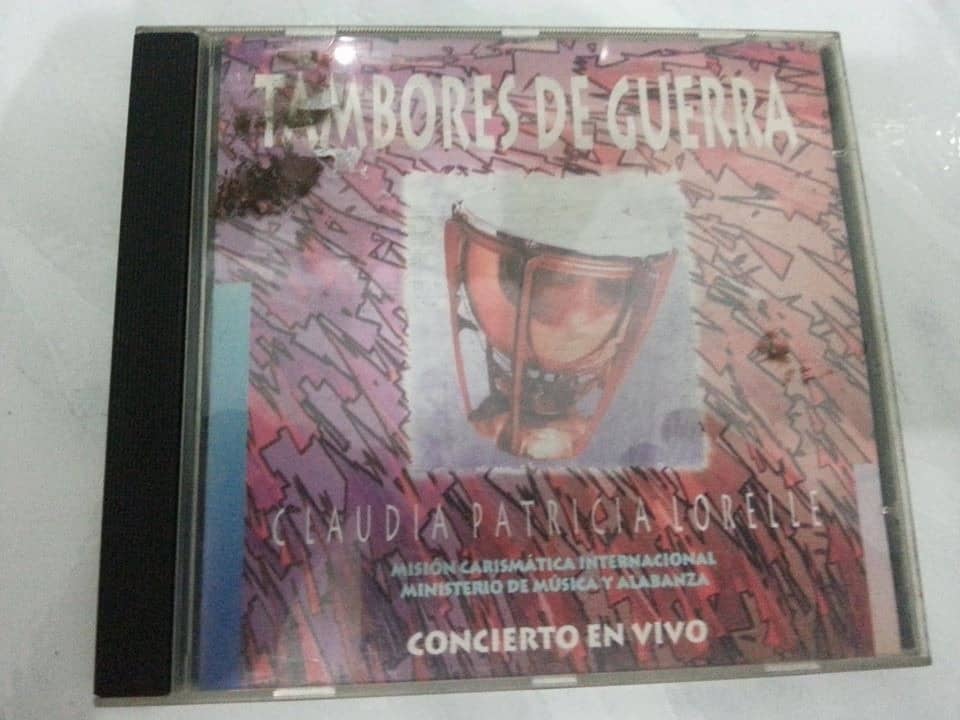 TAMBORES DE GUERRA
CLAUDIA PATRICIA LORELLE
MISIÓN CARISMÁTICA INTERNACIONAL
MINISTERIO DE MÚSICA Y ALABANZA
CONCIERTO EN VIVO